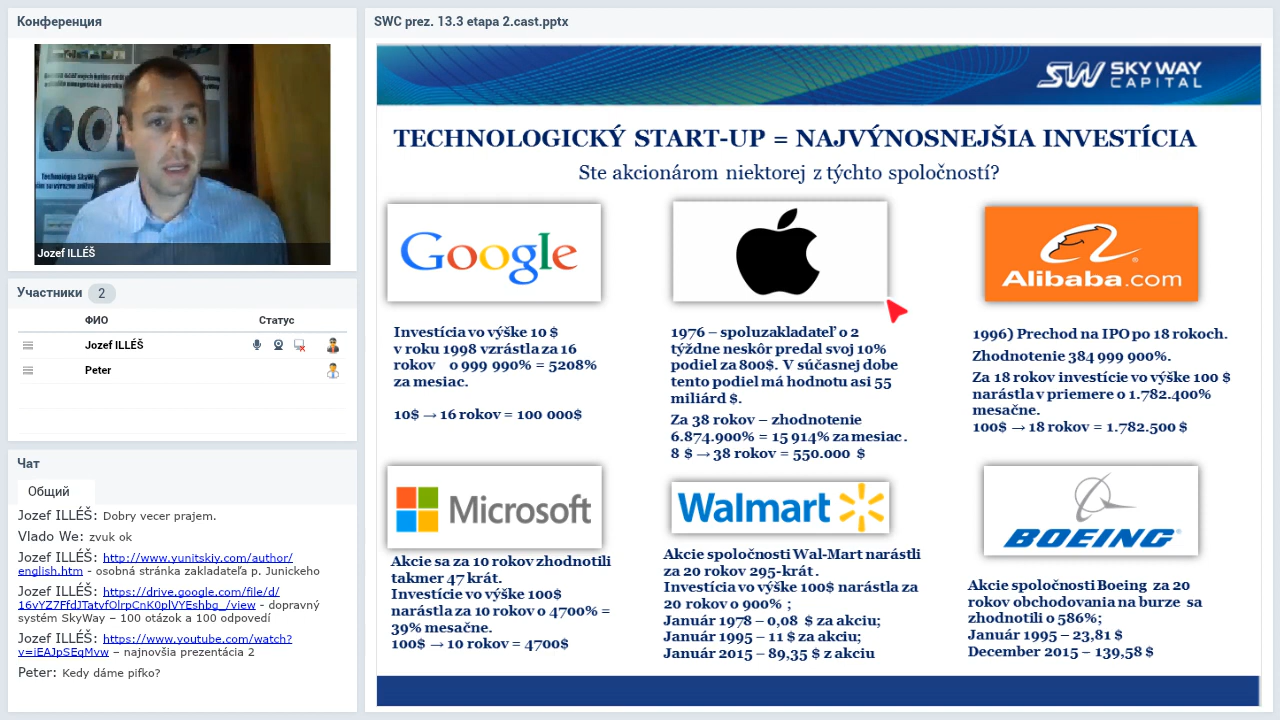 Конференция
Jozef ILLÉŠ
Участники 2
ФИО Статус
Jozef ILLÉŠ
Peter
Чат
Общий
Jozef ILLÉŠ: Dobry vecer prajem.
Vlado We: zvuk ok
Jozef ILLÉŠ: http://www.yunitskiy.com/author/
english.htm - osobná stránka zakladateľa p. Junickeho
Jozef ILLÉŠ: https://drive.google.com/file/d/
16vYZ7FfdJTatvfOlrpCnK0plVYEshbg_/view - dopravný
systém SkyWay – 100 otázok a 100 odpovedí
Jozef ILLÉŠ: https://www.youtube.com/watch?
v=iEAJpSEqMvw – najnovšia prezentácia 2
Peter: Kedy dáme pifko?
SWC prez. 13.3 etapa 2.cast.pptx
SW SKY WAY
CAPITAL
TECHNOLOGICKÝ START-UP = NAJVÝNOSNEJŠIA INVESTÍCIA
Ste akcionárom niektorej z týchto spoločností?
Google
Investícia vo výške 10 $
v roku 1998 vzrástla za 16
rokov o 999 990% = 5208%
za mesiac.
10$ → 16 rokov = 100 000$
1976 – spoluzakladateľ o 2
týždne neskôr predal svoj 10%
podiel za 800$. V súčasnej dobe
tento podiel má hodnotu asi 55
miliárd $.
Za 38 rokov – zhodnotenie
6.874.900% = 15 914% za mesiac.
8 $ → 38 rokov = 550.000 $
Alibaba.com
1996) Prechod na IPO po 18 rokoch.
Zhodnotenie 384 999 900%.
Za 18 rokov investície vo výške 100 $
narástla v priemere o 1.782.400%
mesačne.
100$ → 18 rokov = 1.782.500 $
Microsoft
Akcie sa za 10 rokov zhodnotili
takmer 47 krát.
Investície vo výške 100$
narástla za 10 rokov o 4700% =
39% mesačne.
100$ → 10 rokov = 4700$
Walmart
Akcie spoločnosti Wal-Mart narástli
za 20 rokov 295-krát.
Investícia vo výške 100$ narástla za
20 rokov o 900% ;
Január 1978 – 0,08 $ za akciu;
Január 1995 – 11 $ za akciu;
Január 2015 – 89,35 $ z akciu
BOEING
Akcie spoločnosti Boeing za 20
rokov obchodovania na burze sa
zhodnotili o 586%;
Január 1995 – 23,81 $
December 2015 – 139,58 $